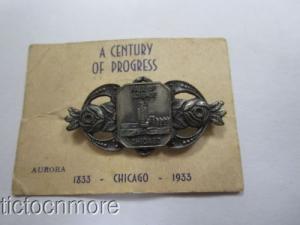 A CENTURY
OF PROGRESS
AURORA
1833 - CHICAGO - 1933
tictocnmore